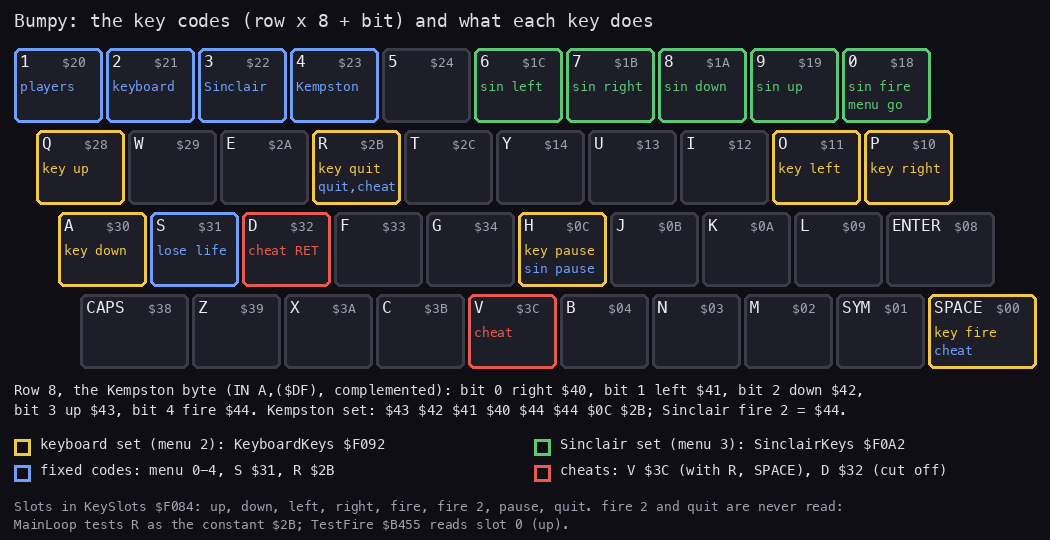 Bumpy: the key codes (row x 8 + bit) and what each key does
1 $20 2 $21 3 $22 4 $23 5 $24 6 $1C 7 $1B 8 $1A 9 $19 0 $18
players keyboard Sinclair Kempston sin left sin right sin down sin up sin fire
menu go
Q $28 W $29 E $2A R $2B T $2C Y $14 U $13 I $12 O $11 P $10
key up key quit key left key right
quit,cheat
A $30 S $31 D $32 F $33 G $34 H $0C J $0B K $0A L $09 ENTER $08
key down lose life cheat RET key pause
sin pause
CAPS $38 Z $39 X $3A C $3B V $3C B $04 N $03 M $02 SYM $01 SPACE $00
cheat key fire
cheat
Row 8, the Kempston byte (IN A,($DF), complemented): bit 0 right $40, bit 1 left $41, bit 2 down $42,
bit 3 up $43, bit 4 fire $44. Kempston set: $43 $42 $41 $40 $44 $44 $0C $2B; Sinclair fire 2 = $44.
keyboard set (menu 2): KeyboardKeys $F092 Sinclair set (menu 3): SinclairKeys $F0A2
fixed codes: menu 0–4, S $31, R $2B cheats: V $3C (with R, SPACE), D $32 (cut off)
Slots in KeySlots $F084: up, down, left, right, fire, fire 2, pause, quit. fire 2 and quit are never read:
MainLoop tests R as the constant $2B; TestFire $B455 reads slot 0 (up).